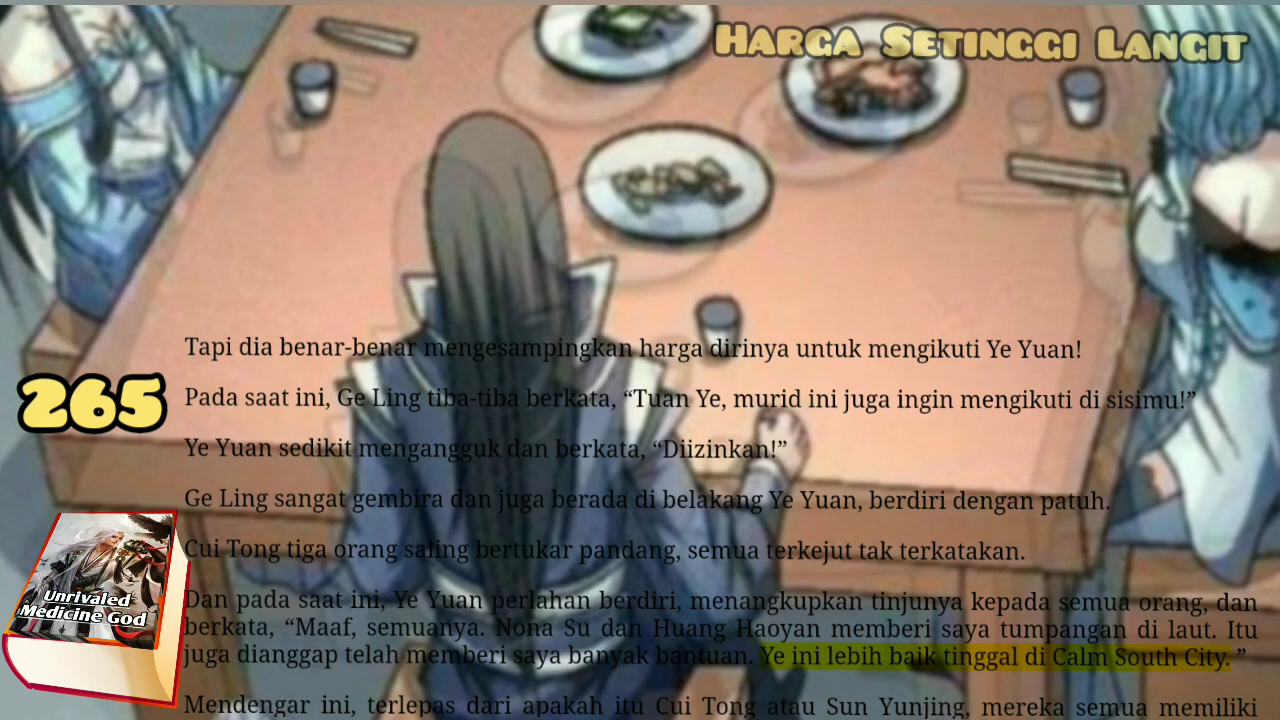 HARGA SETINGGI LANGIT
Tapi dia benar-benar mengesampingkan harga dirinya untuk mengikuti Ye Yuan!
265
Pada saat ini, Ge Ling tiba-tiba berkata, “Tuan Ye, murid ini juga ingin mengikuti di sisimu!”
Ye Yuan sedikit mengangguk dan berkata, “Diizinkan!”
Ge Ling sangat gembira dan juga berada di belakang Ye Yuan, berdiri dengan patuh.
Cui Tong tiga orang saling bertukar pandang, semua terkejut tak terkatakan.
Unrivaled
Medicine God
Dan pada saat ini, Ye Yuan perlahan berdiri, menangkupkan tinjunya kepada semua orang, dan
berkata, “Maaf, semuanya. Nona Su dan Huang Haoyan memberi saya tumpangan di laut. Itu
juga dianggap telah memberi saya banyak bantuan. Ye ini lebih baik tinggal di Calm South City. ”
Mendengar ini, terlepas dari apakah itu Cui Tong atau Sun Yunjing, mereka semua memiliki